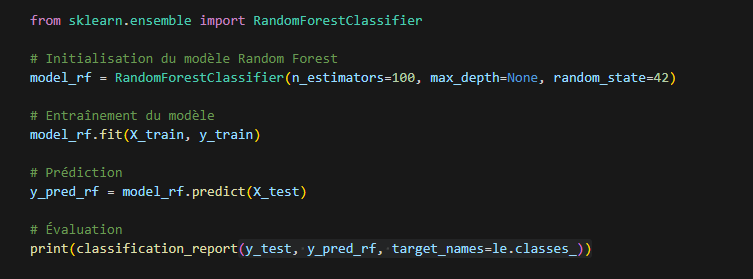 from sklearn.ensemble import RandomForestClassifier
# Initialisation du modèle Random Forest
model_rf = RandomForestClassifier(n_estimators=100, max_depth=None, random_state=42)
# Entraînement du modèle
model_rf.fit(X_train, y_train)
# Prédiction
y_pred_rf = model_rf.predict(X_test)
# Évaluation
print(classification_report(y_test, y_pred_rf, target_names=le.classes_))